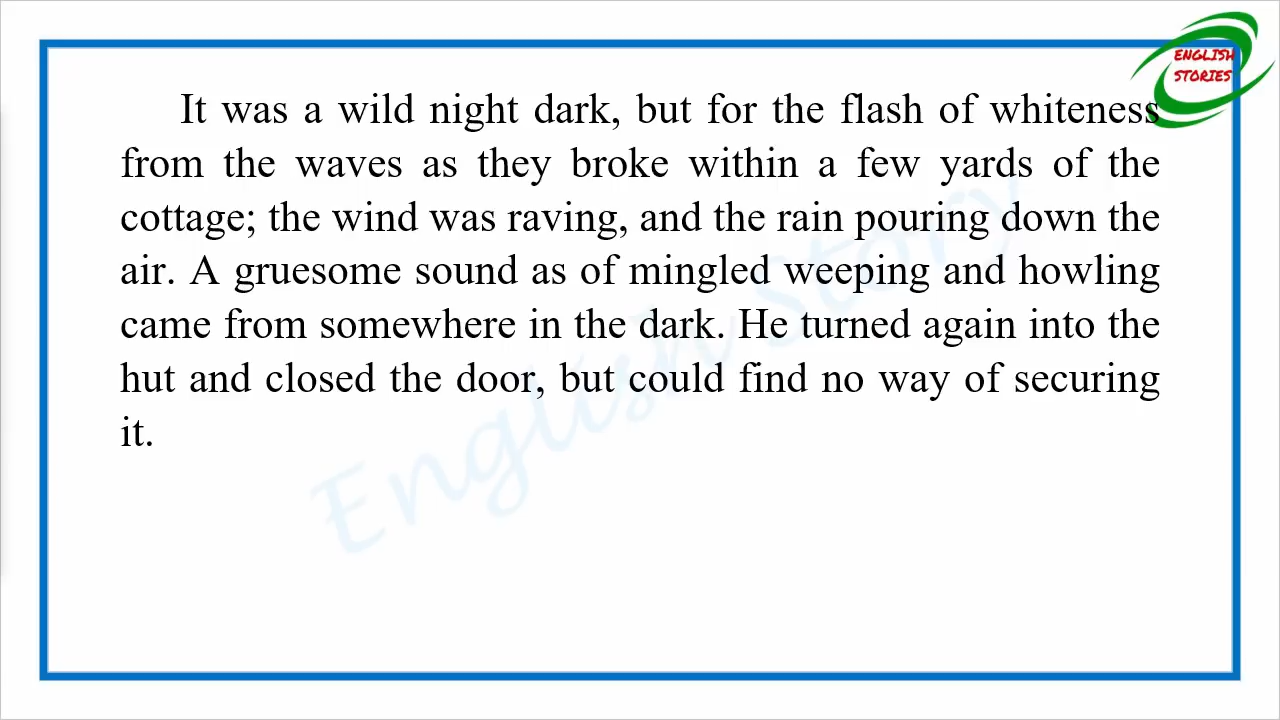 ENGLISH
STORIES
It was a wild night dark, but for the flash of whiteness
from the waves as they broke within a few yards of the
cottage; the wind was raving, and the rain pouring down the
air. A gruesome sound as of mingled weeping and howling
came from somewhere in the dark. He turned again into the
hut and closed the door, but could find no way of securing
it.
English Story